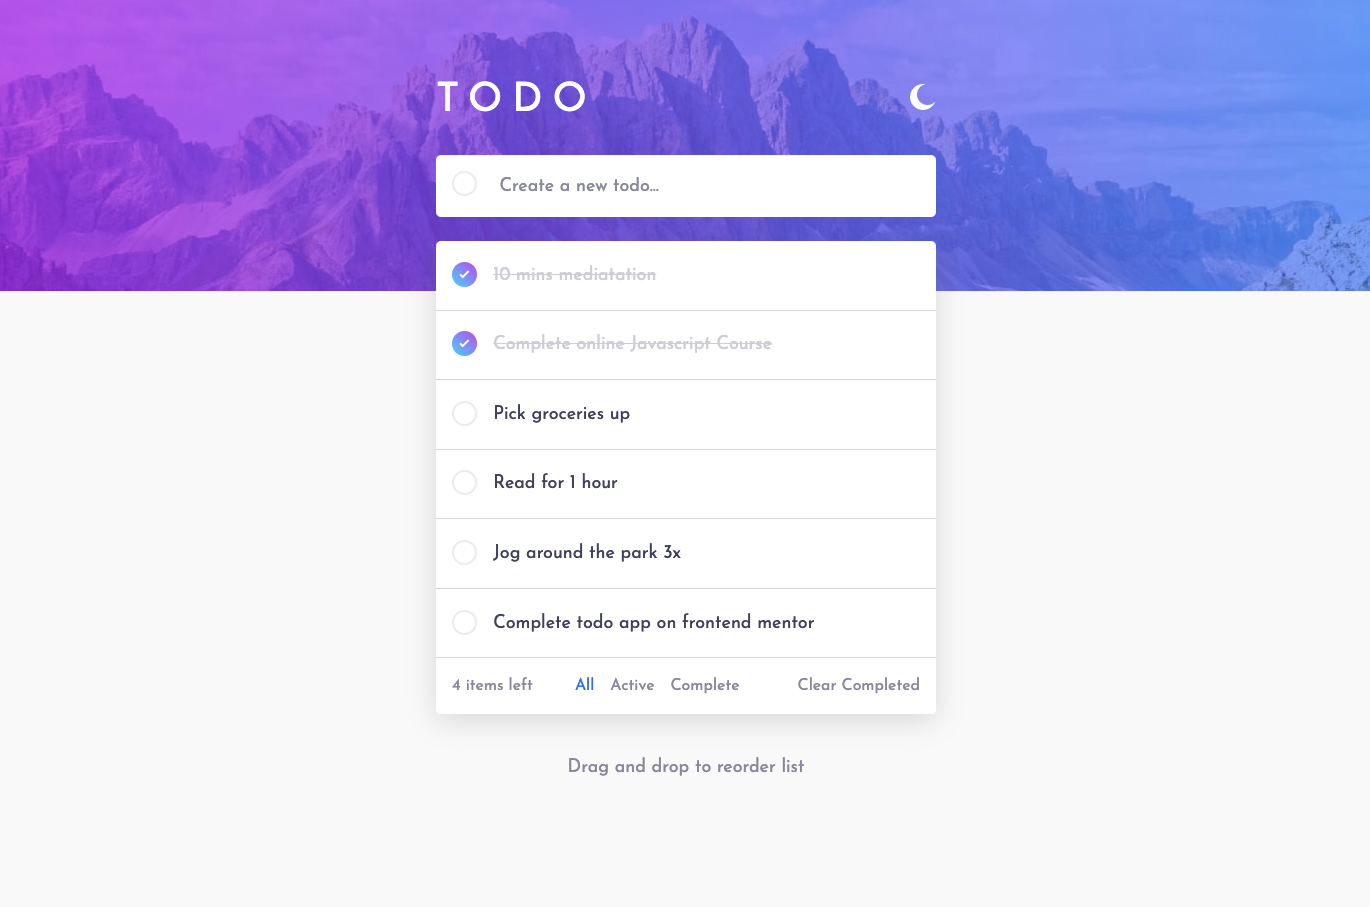 TODO
Create a new todo...
10 mins mediatation
Complete online Javascript Course
Pick groceries up
Read for 1 hour
Jog around the park 3x
Complete todo app on frontend mentor
4 items left All Active Complete Clear Completed
Drag and drop to reorder list